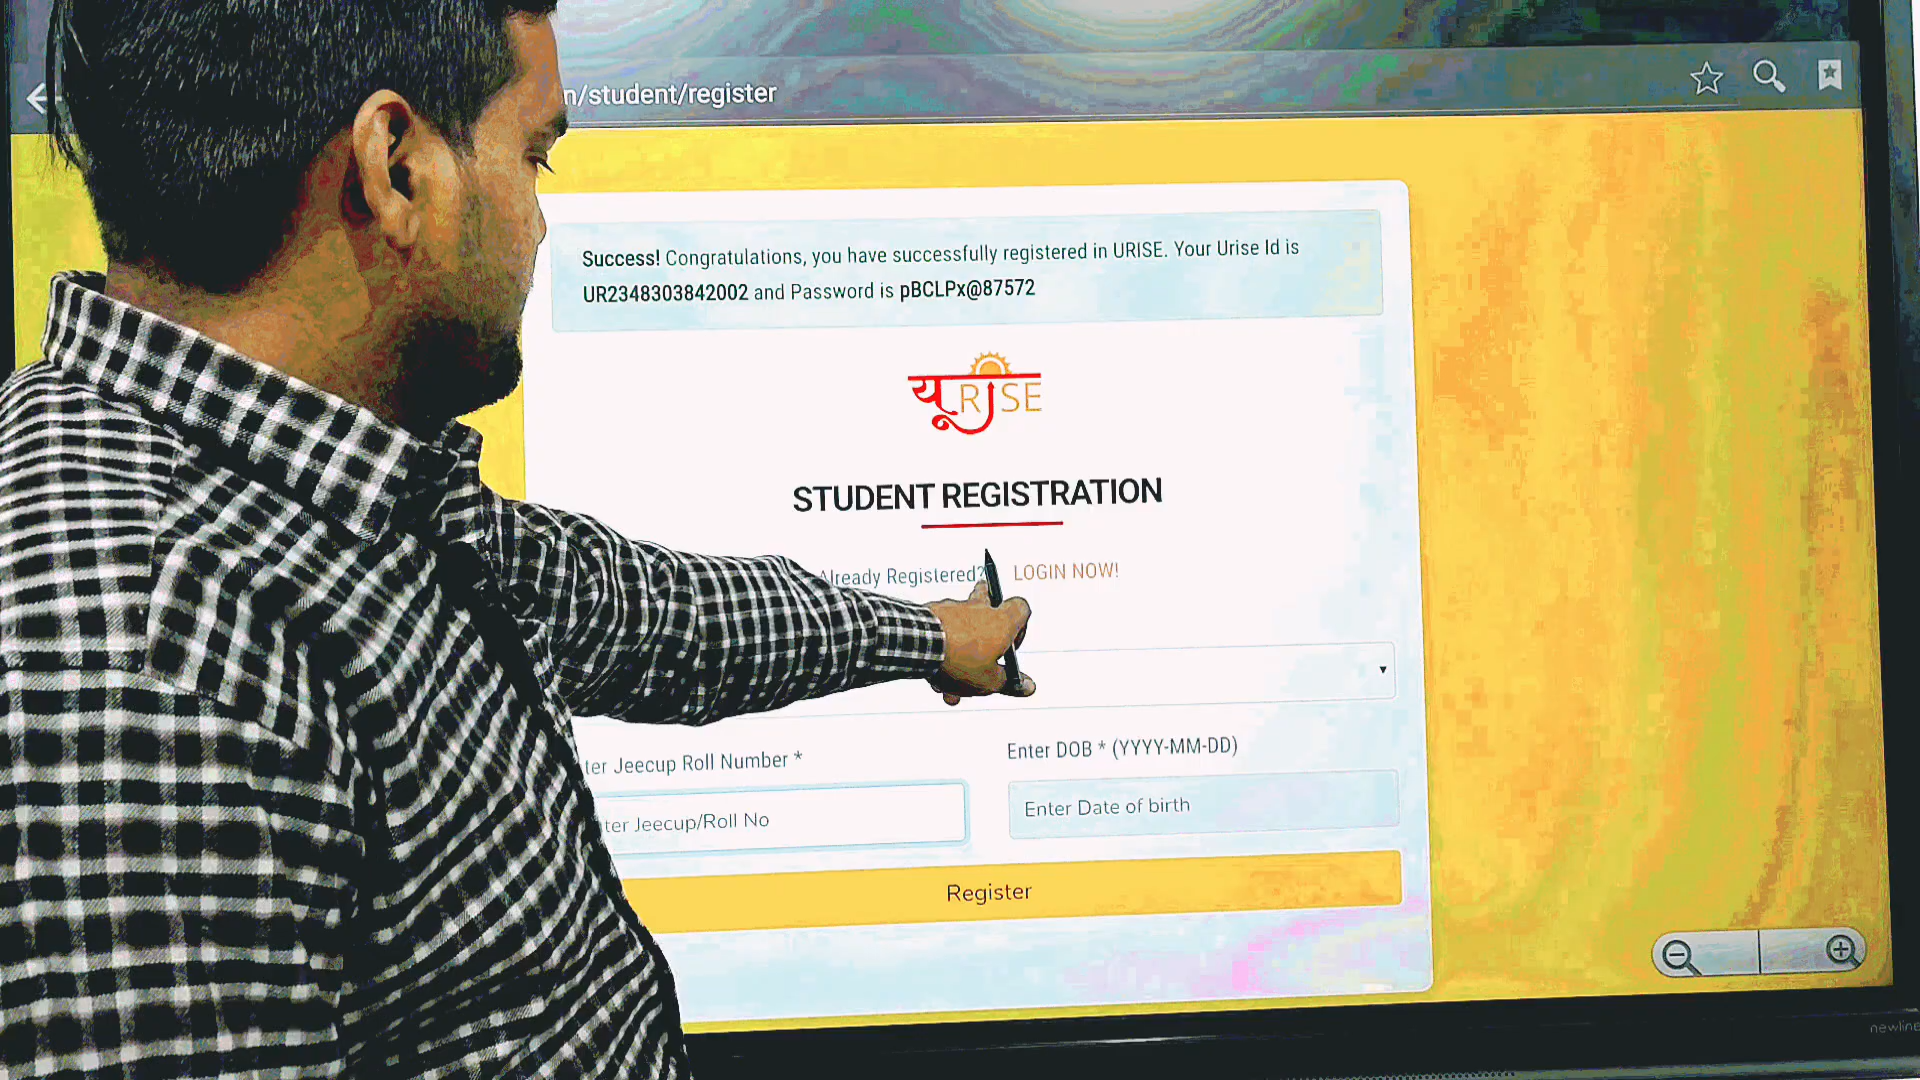 n/student/register
Success! Congratulations, you have successfully registered in URISE. Your Urise Id is
UR2348303842002 and Password is pBCLPx@87572
यू RISE
STUDENT REGISTRATION
Already Registered? LOGIN NOW!
ter Jeecup Roll Number *
Enter DOB * (YYYY-MM-DD)
ter Jeecup/Roll No
Enter Date of birth
Register
newline